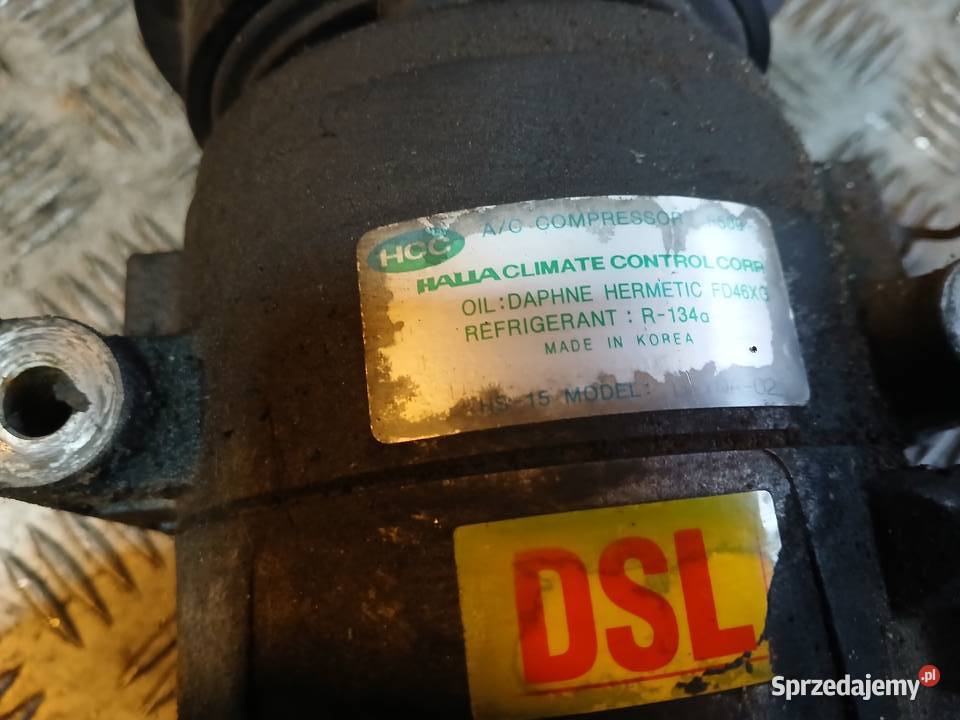 HCC
A/C COMPRESSOR
HALLA CLIMATE CONTROL CORP
OIL : DAPHNE HERMETIC FD46XG
REFRIGERANT : R-134a
MADE IN KOREA
HS-15 MODEL: -02
DSL
Sprzedajemy.pl